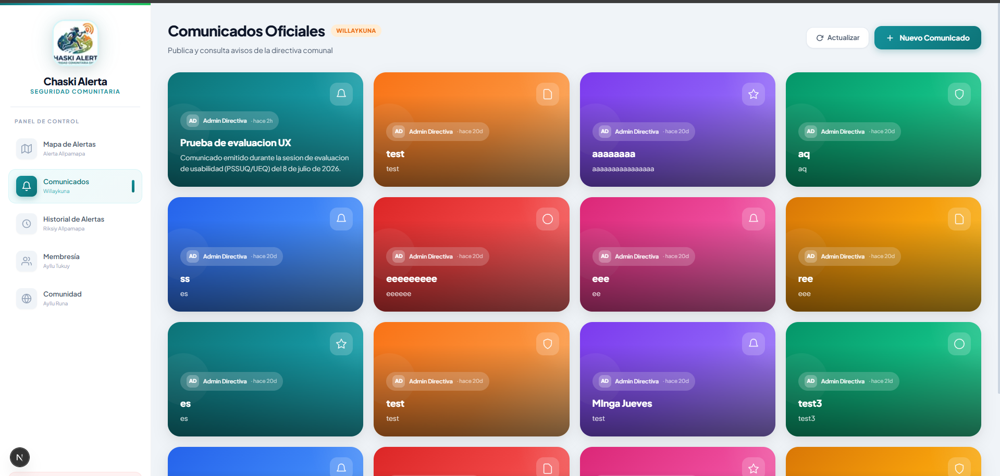 HASKI ALERT
Chaski Alerta
SEGURIDAD COMUNITARIA
PANEL DE CONTROL
Mapa de Alertas
Alerta Allpamapa
Comunicados
Willaykuna
Historial de Alertas
Riksiy Allpamapa
Membresía
Ayllu Tukuy
Comunidad
Ayllu Runa
N
Comunicados Oficiales
WILLAYKUNA
Publica y consulta avisos de la directiva comunal
Actualizar
+ Nuevo Comunicado
AD Admin Directiva · hace 2h
Prueba de evaluacion UX
Comunicado emitido durante la sesion de evaluacion
de usabilidad (PSSUQ/UEQ) del 8 de julio de 2026.
AD Admin Directiva · hace 20d
test
test
AD Admin Directiva · hace 20d
aaaaaaaa
aaaaaaaaaaaaaaaa
AD Admin Directiva · hace 20d
aq
aq
AD Admin Directiva · hace 20d
ss
es
AD Admin Directiva · hace 20d
eeeeeeeee
eeeeee
AD Admin Directiva · hace 20d
eee
ee
AD Admin Directiva · hace 20d
ree
eee
AD Admin Directiva · hace 20d
es
es
AD Admin Directiva · hace 20d
test
test
AD Admin Directiva · hace 20d
MInga Jueves
test
AD Admin Directiva · hace 21d
test3
test3